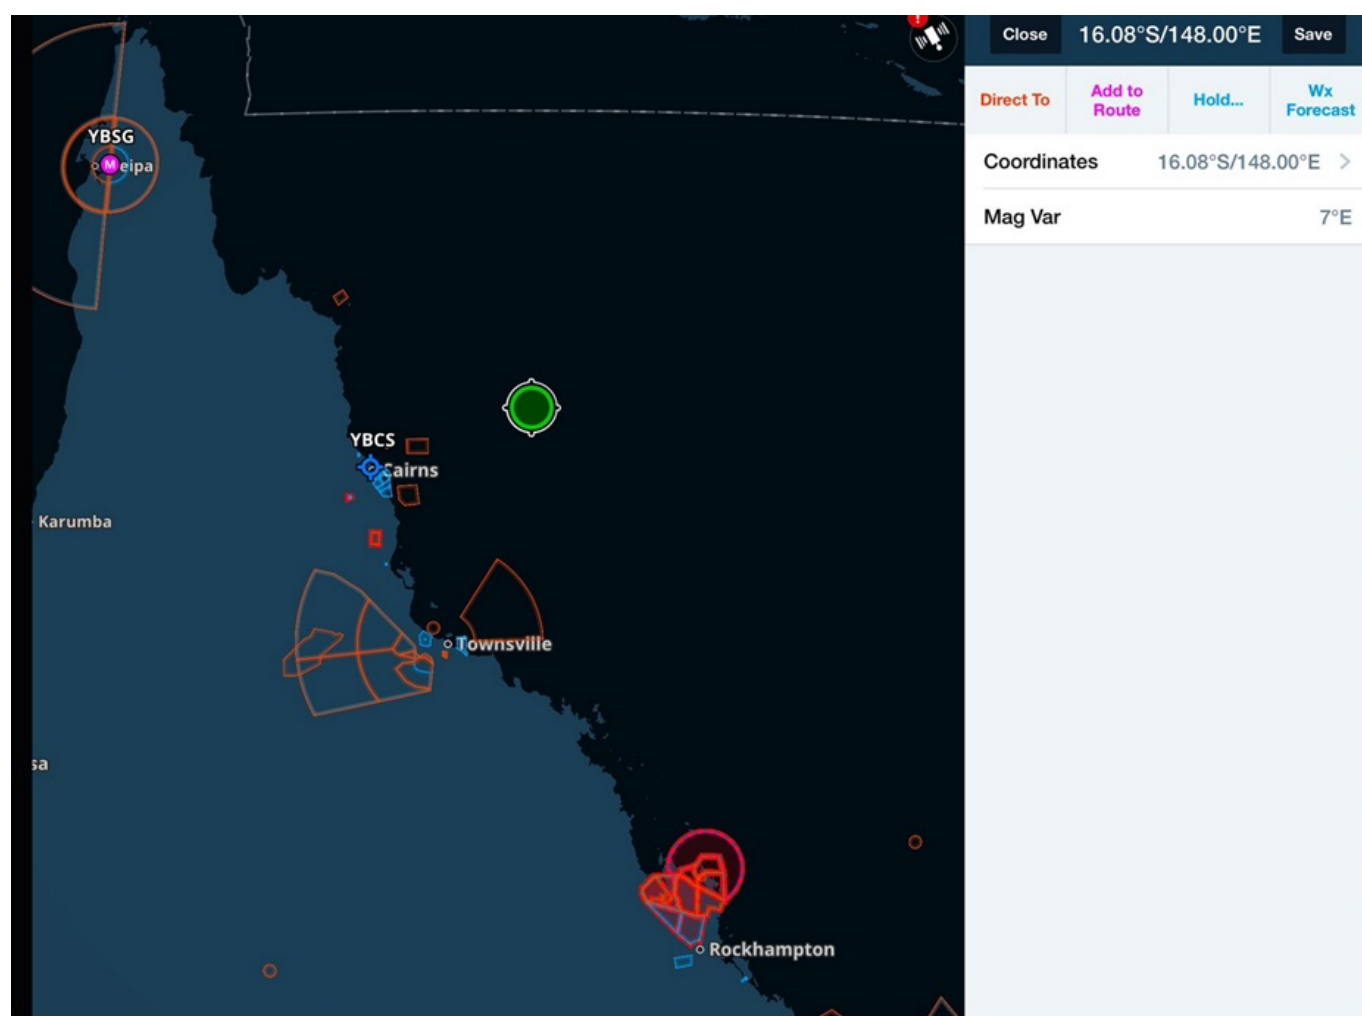 !
Close 16.08°S/148.00°E Save
Direct To
Add to
Route
Hold...
Wx
Forecast
Coordinates 16.08°S/148.00°E >
Mag Var 7°E
YBSG
M eipa
YBCS
Cairns
Karumba
Townsville
sa
Rockhampton